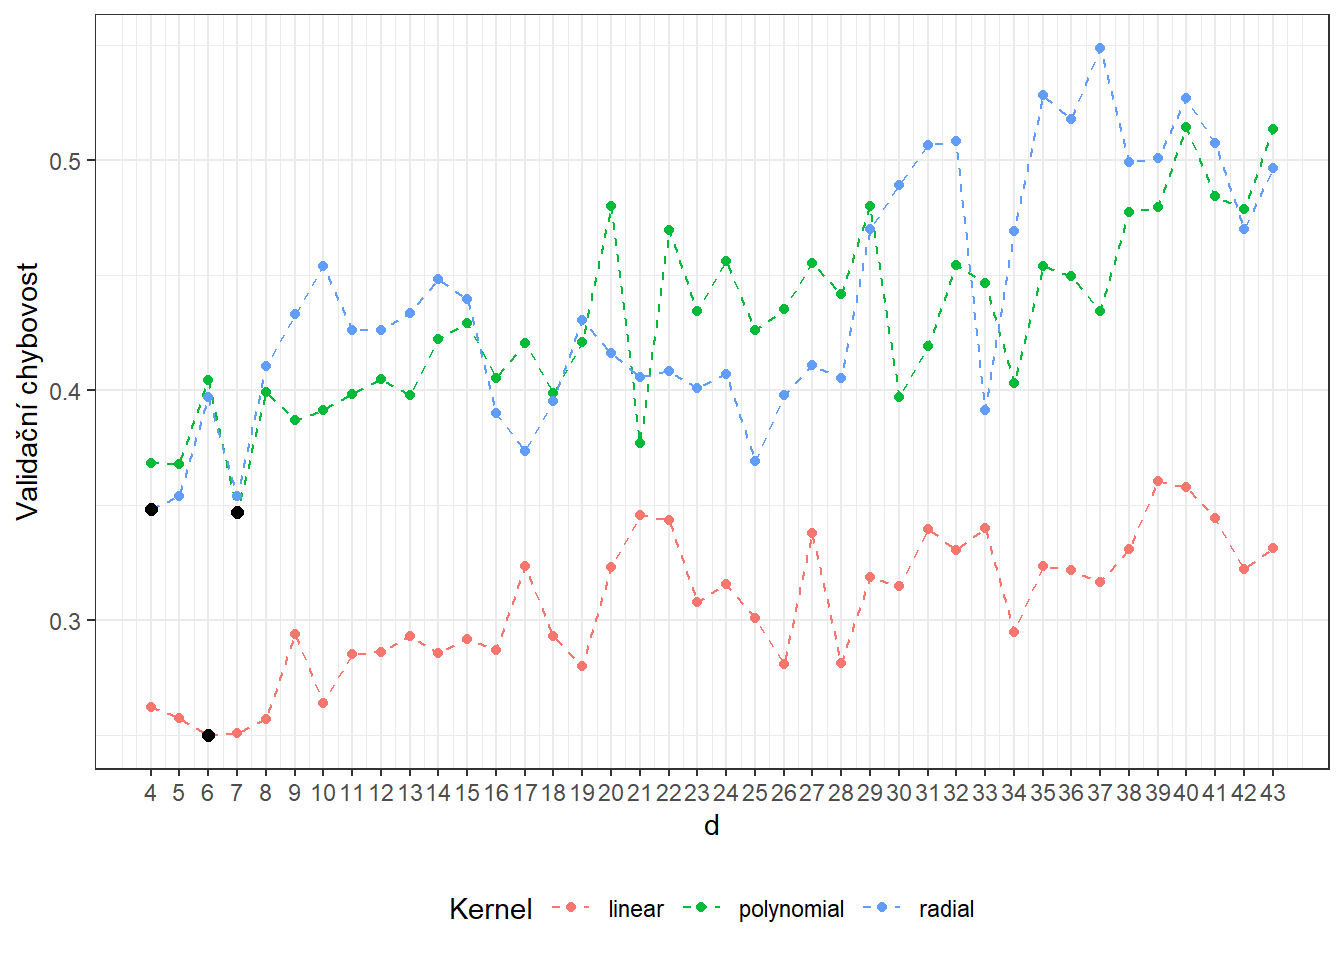 Validační chybovost
0.5
0.4
0.3
4 5 6 7 8 9 10 11 12 13 14 15 16 17 18 19 20 21 22 23 24 25 26 27 28 29 30 31 32 33 34 35 36 37 38 39 40 41 42 43
d
Kernel linear polynomial radial